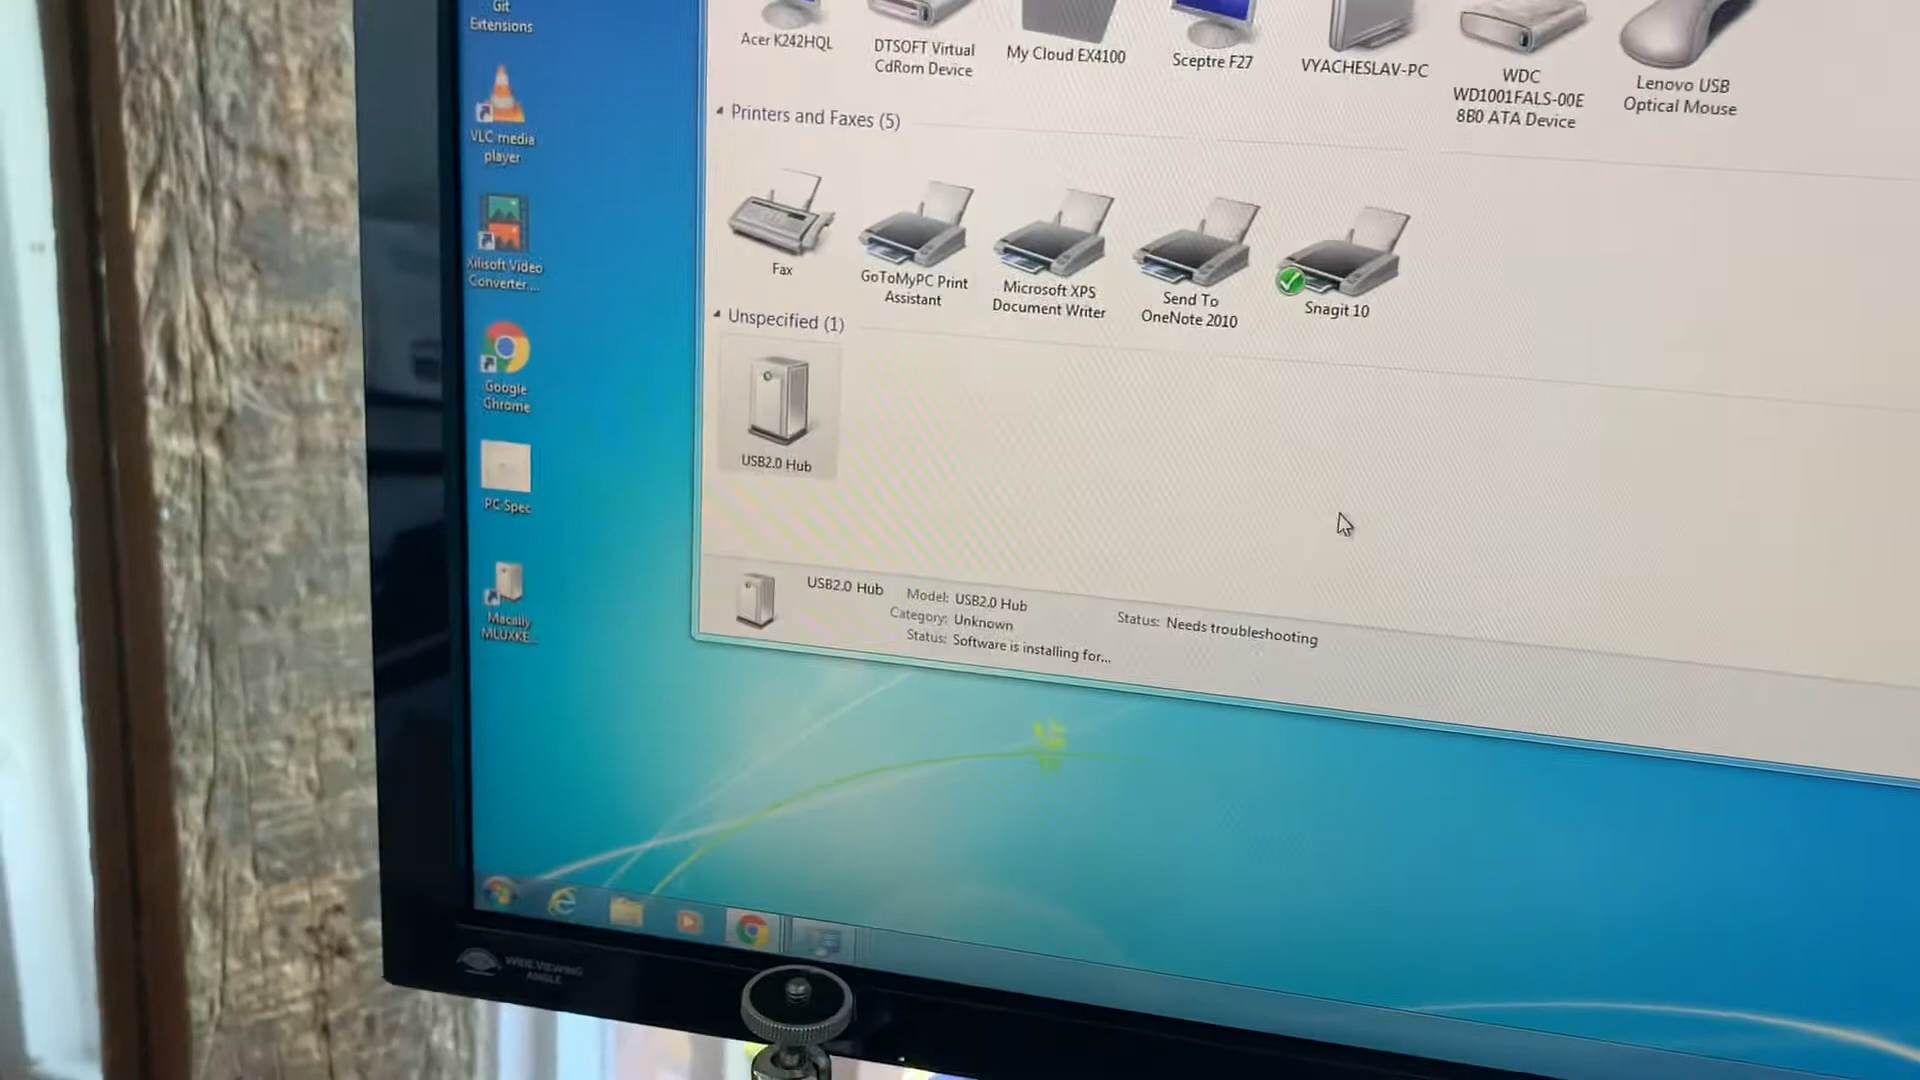 Git
Extensions
VLC media
player
Xilisoft Video
Converter....
Google
Chrome
PC Spec
Macally
MLUXKE...
Acer K242HQL
DTSOFT Virtual
CdRom Device
My Cloud EX4100
Sceptre F27
VYACHESLAV-PC
WDC
WD1001FALS-00E
8B0 ATA Device
Lenovo USB
Optical Mouse
Printers and Faxes (5)
Fax
GoToMyPC Print
Assistant
Microsoft XPS
Document Writer
Send To
OneNote 2010
Snagit 10
Unspecified (1)
USB2.0 Hub
USB2.0 Hub
Model: USB2.0 Hub
Category: Unknown
Status: Software is installing for...
Status: Needs troubleshooting
WIDE VIEWING
ANGLE